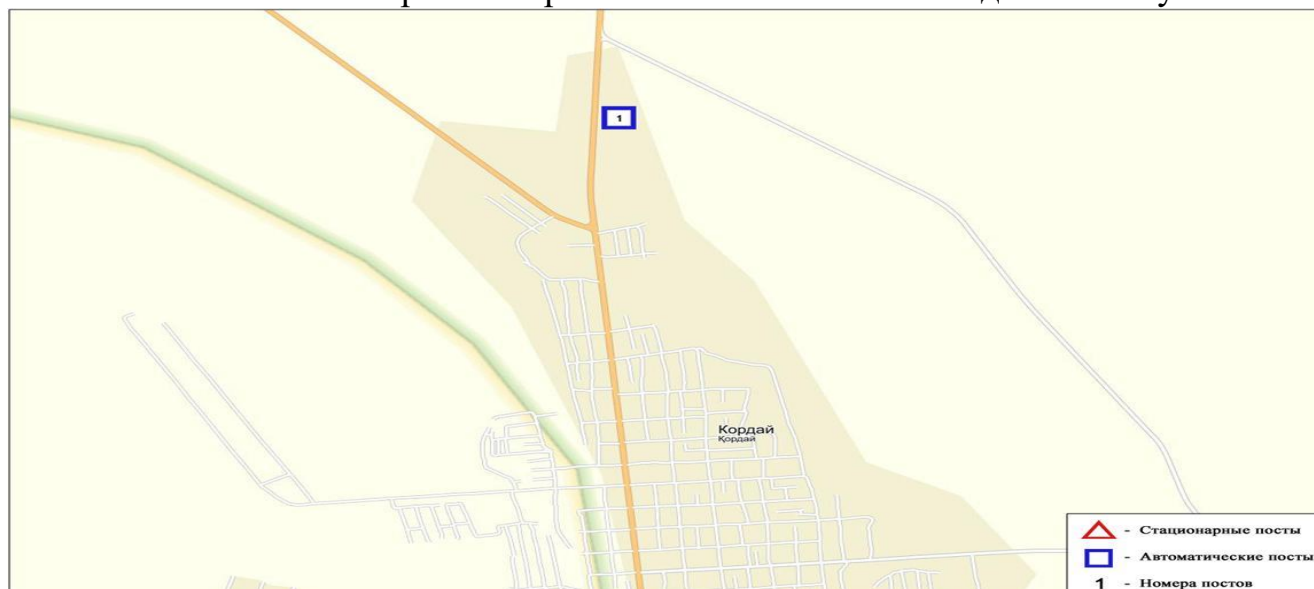 1
Кордай
Қордай
- Стационарные посты
- Автоматические посты
1 - Номера постов